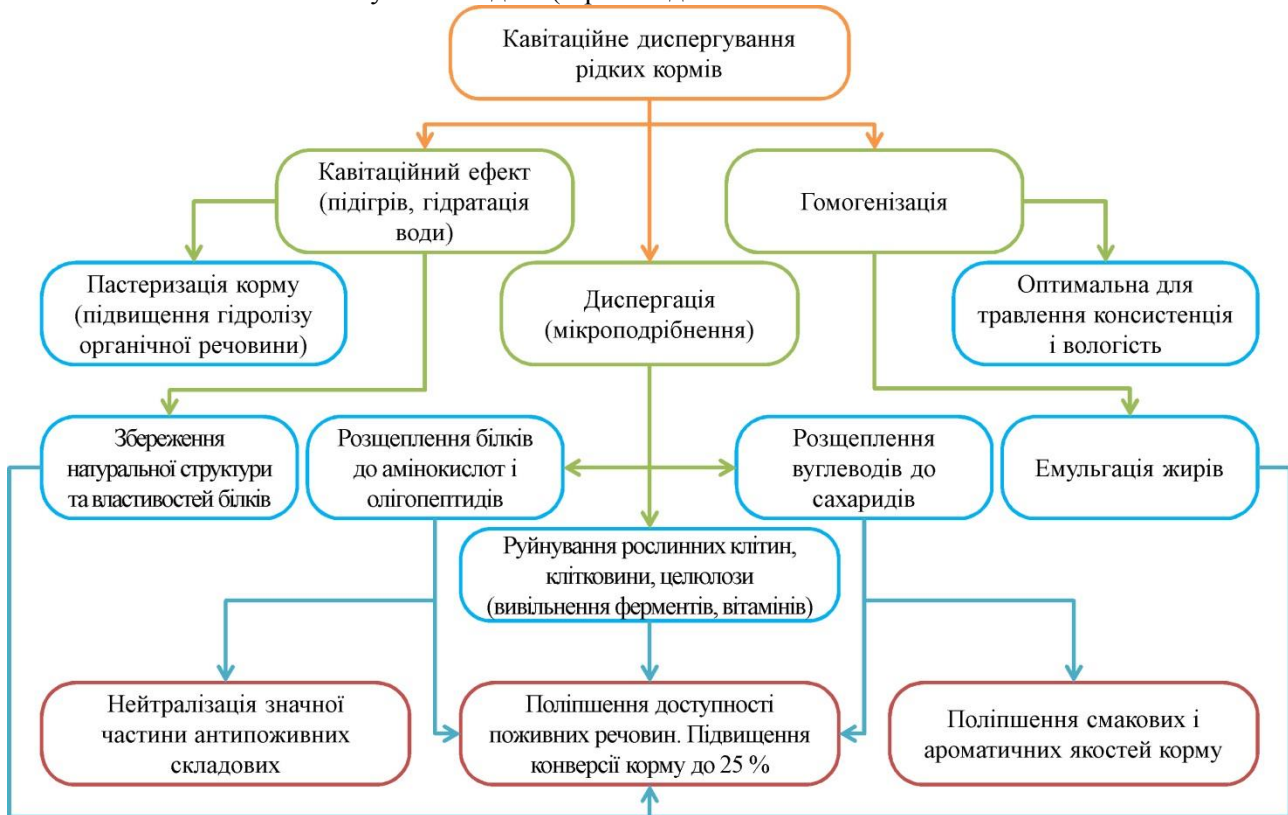 Кавітаційне диспергування
рідких кормів
Кавітаційний ефект
(підігрів, гідратація
води)
Гомогенізація
Пастеризація корму
(підвищення гідролізу
органічної речовини)
Диспергація
(мікроподрібнення)
Оптимальна для
травлення консистенція
і вологість
Збереження
натуральної структури
та властивостей білків
Розщеплення білків
до амінокислот і
олігопептидів
Розщеплення
вуглеводів до
сахаридів
Емульгація жирів
Руйнування рослинних клітин,
клітковини, целюлози
(вивільнення ферментів, вітамінів)
Нейтралізація значної
частини антипоживних
складових
Поліпшення доступності
поживних речовин. Підвищення
конверсії корму до 25 %
Поліпшення смакових і
ароматичних якостей корму